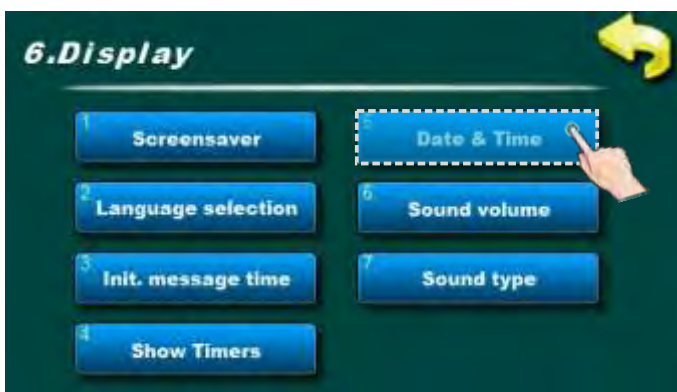 6.Display
1 Screensaver
2 Language selection
3 Init. message time
4 Show Timers
5 Date & Time
6 Sound volume
7 Sound type